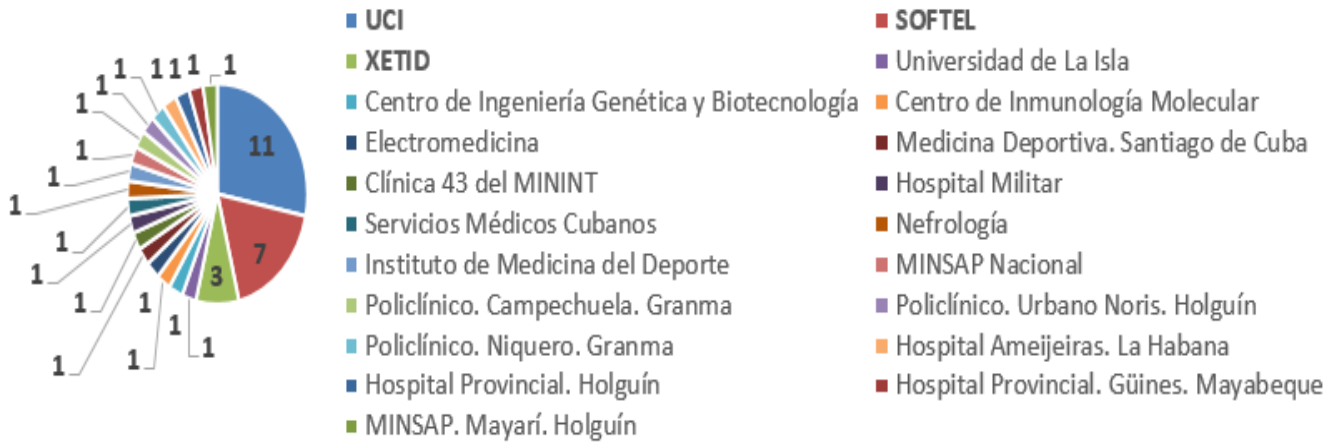 1 1 1 1 1
1
1
11
1
1
1
1
1
7
3
1
1
1
1
1
1
1
UCI
SOFTEL
XETID
Universidad de La Isla
Centro de Ingeniería Genética y Biotecnología
Centro de Inmunología Molecular
Electromedicina
Medicina Deportiva. Santiago de Cuba
Clínica 43 del MININT
Hospital Militar
Servicios Médicos Cubanos
Nefrología
Instituto de Medicina del Deporte
MINSAP Nacional
Policlínico. Campechuela. Granma
Policlínico. Urbano Noris. Holguín
Policlínico. Niquero. Granma
Hospital Ameijeiras. La Habana
Hospital Provincial. Holguín
Hospital Provincial. Güines. Mayabeque
MINSAP. Mayarí. Holguín